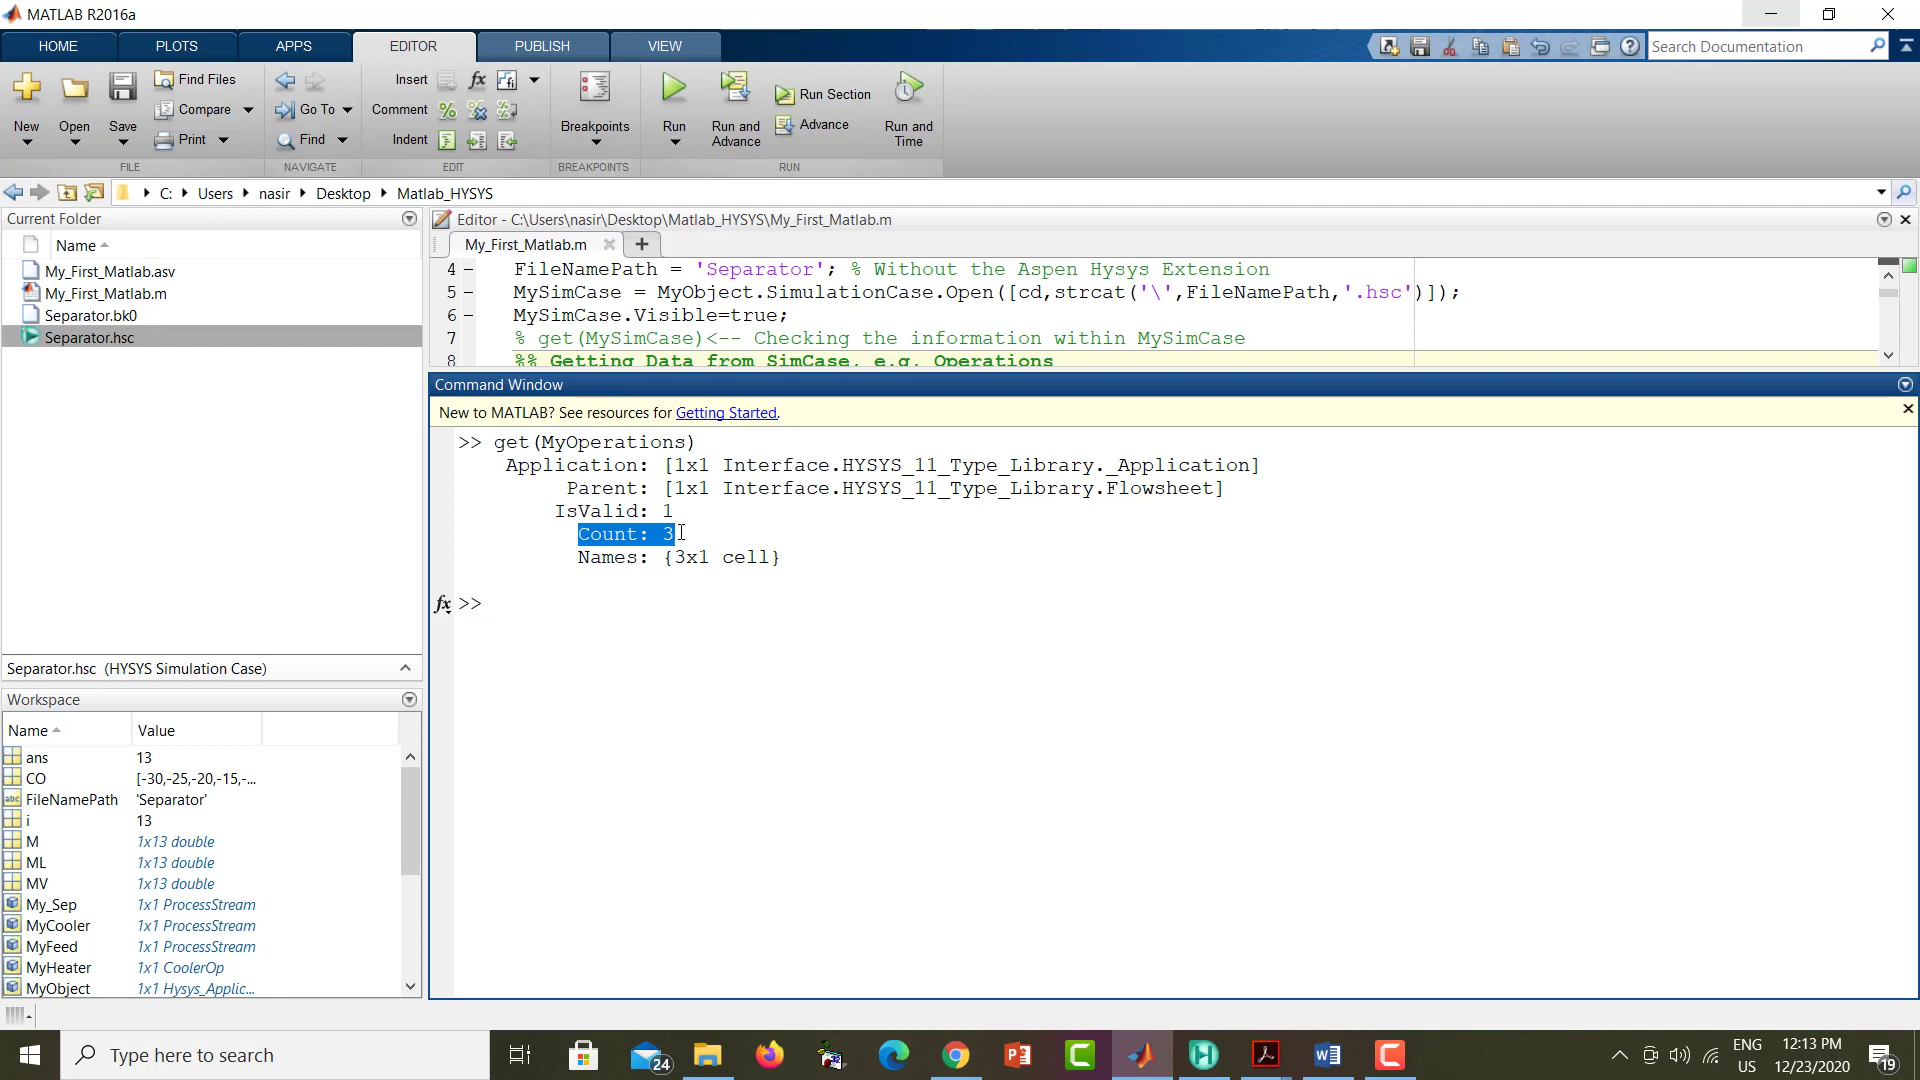 MATLAB R2016a
HOME PLOTS APPS EDITOR PUBLISH VIEW
Search Documentation
New Open Save
Find Files
Compare
Print
FILE
Go To
Find
NAVIGATE
Insert fx
Comment
Indent
EDIT
Breakpoints
BREAKPOINTS
Run
Run and Advance
Run Section
Advance
Run and Time
RUN
C: Users nasir Desktop Matlab_HYSYS
Current Folder
Name
My_First_Matlab.asv
My_First_Matlab.m
Separator.bk0
Separator.hsc
Separator.hsc (HYSYS Simulation Case)
Workspace
Name Value
ans 13
CO [-30,-25,-20,-15,-...
FileNamePath 'Separator'
i 13
M 1x13 double
ML 1x13 double
MV 1x13 double
My_Sep 1x1 ProcessStream
MyCooler 1x1 ProcessStream
MyFeed 1x1 ProcessStream
MyHeater 1x1 CoolerOp
MyObject 1x1 Hysys_Applic...
Editor - C:\Users\nasir\Desktop\Matlab_HYSYS\My_First_Matlab.m
My_First_Matlab.m
4 FileNamePath = 'Separator'; % Without the Aspen Hysys Extension
5 MySimCase = MyObject.SimulationCase.Open([cd,strcat('\',FileNamePath,'.hsc')]);
6 MySimCase.Visible=true;
7 % get(MySimCase)<-- Checking the information within MySimCase
8 %% Getting Data from SimCase, e.g, Operations
Command Window
New to MATLAB? See resources for Getting Started.
>> get(MyOperations)
Application: [1x1 Interface.HYSYS_11_Type_Library._Application]
Parent: [1x1 Interface.HYSYS_11_Type_Library.Flowsheet]
IsValid: 1
Count: 3
Names: {3x1 cell}
fx >>
Type here to search
24
ENG
US
12:13 PM
12/23/2020
19